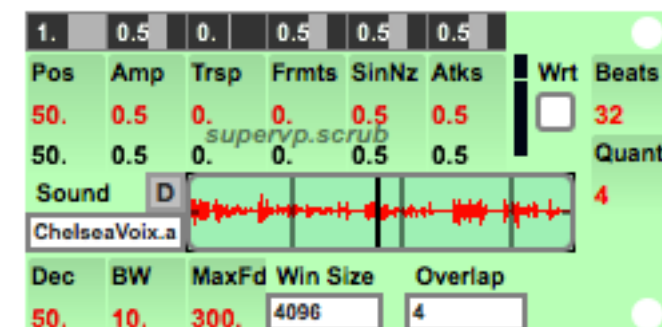 1. 0.5 0. 0.5 0.5 0.5
Pos Amp Trsp Frmts SinNz Atks Wrt Beats
50. 0.5 0. 0. 0.5 0.5 32
supervp.scrub
50. 0.5 0. 0. 0.5 0.5 Quant
Sound D 4
ChelseaVoix.a
Dec BW MaxFd Win Size Overlap
50. 10. 300. 4096 4